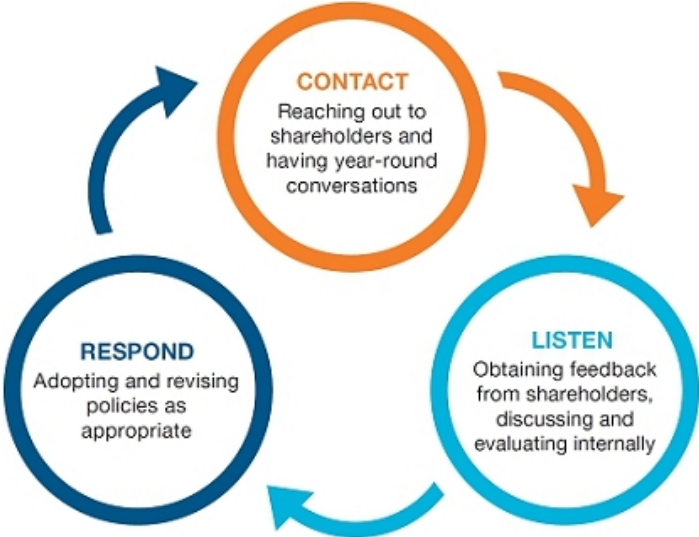 CONTACT
Reaching out to
shareholders and
having year-round
conversations
LISTEN
Obtaining feedback
from shareholders,
discussing and
evaluating internally
RESPOND
Adopting and revising
policies as
appropriate